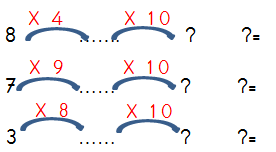 X 4 X 10
8 ....... ? ?=
X 9 X 10
7 ...... ? ?=
X 8 X 10
3 ...... ? ?=